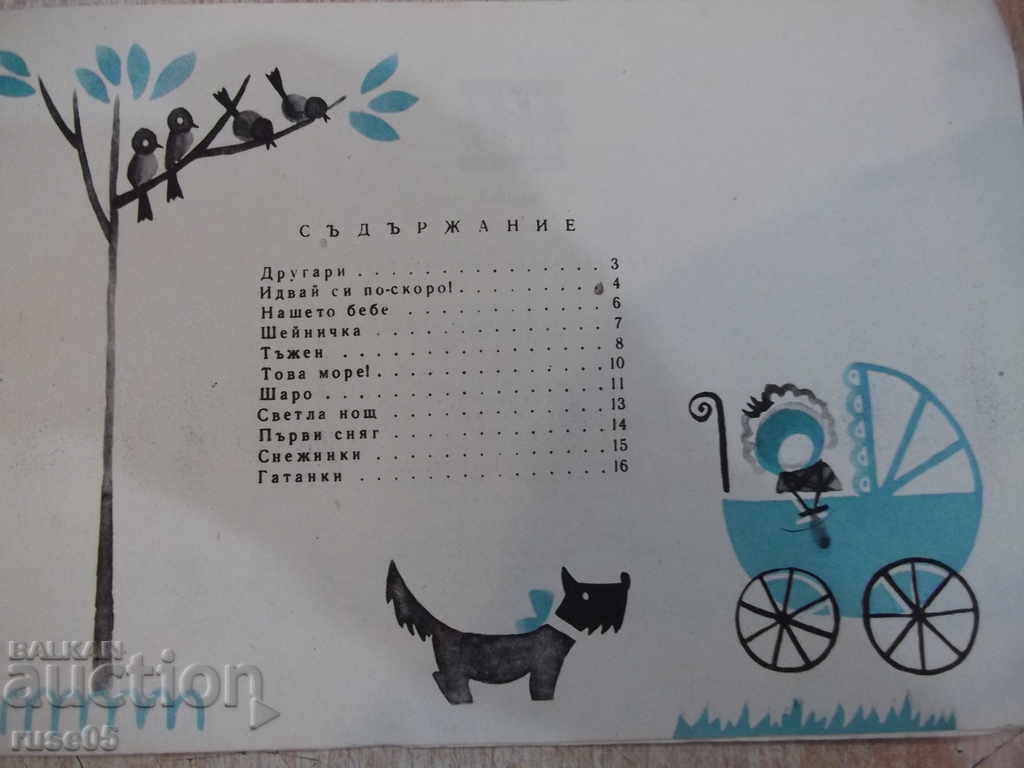 СЪДЪРЖАНИЕ
Другари . . . . . . . . . . . . . . . 3
Идвай си по-скоро! . . . . . . . . . 4
Нашето бебе . . . . . . . . . . . . 6
Шейничка . . . . . . . . . . . . . . 7
Тъжен . . . . . . . . . . . . . . . . 8
Това море! . . . . . . . . . . . . . 10
Шаро . . . . . . . . . . . . . . . . 11
Светла нощ . . . . . . . . . . . . . 13
Първи сняг . . . . . . . . . . . . . 14
Снежинки . . . . . . . . . . . . . . 15
Гатанки . . . . . . . . . . . . . . . 16
BALKAN
auction
ruse05